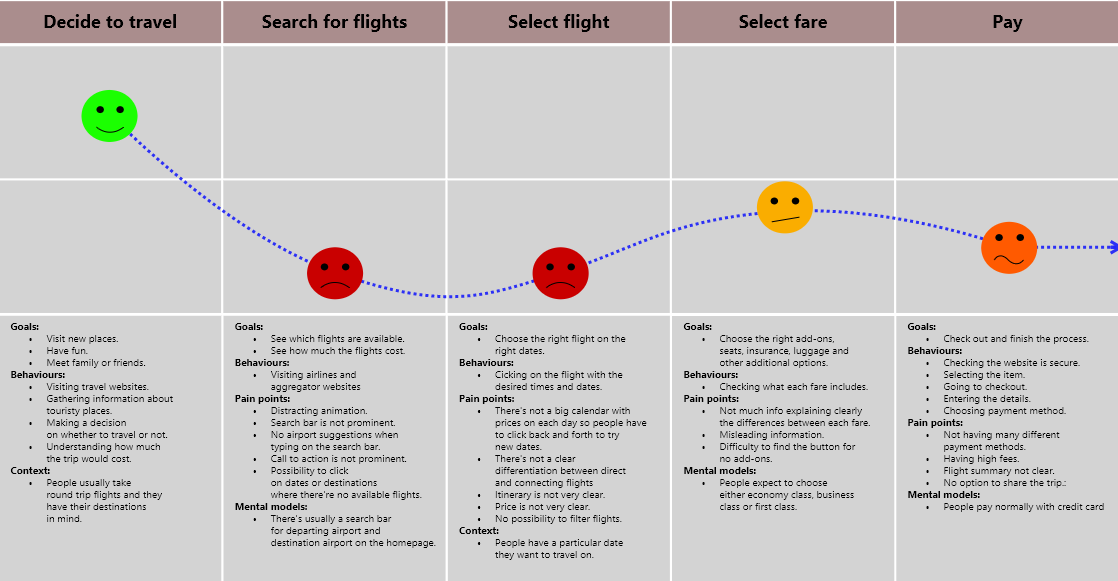 Decide to travel
Search for flights
Select flight
Select fare
Pay
Goals:
• Visit new places.
• Have fun.
• Meet family or friends.
Behaviours:
• Visiting travel websites.
• Gathering information about
touristy places.
• Making a decision
on whether to travel or not.
• Understanding how much
the trip would cost.
Context:
• People usually take
round trip flights and they
have their destinations
in mind.
Goals:
• See which flights are available.
• See how much the flights cost.
Behaviours:
• Visiting airlines and
aggregator websites
Pain points:
• Distracting animation.
• Search bar is not prominent.
• No airport suggestions when
typing on the search bar.
• Call to action is not prominent.
• Possibility to click
on dates or destinations
where there're no available flights.
Mental models:
• There's usually a search bar
for departing airport and
destination airport on the homepage.
Goals:
• Choose the right flight on the
right dates.
Behaviours:
• Cicking on the flight with the
desired times and dates.
Pain points:
• There's not a big calendar with
prices on each day so people have
to click back and forth to try
new dates.
• There's not a clear
differentiation between direct
and connecting flights
• Itinerary is not very clear.
• Price is not very clear.
• No possibility to filter flights.
Context:
• People have a particular date
they want to travel on.
Goals:
• Choose the right add-ons,
seats, insurance, luggage and
other additional options.
Behaviours:
• Checking what each fare includes.
Pain points:
• Not much info explaining clearly
the differences between each fare.
• Misleading information.
• Difficulty to find the button for
no add-ons.
Mental models:
• People expect to choose
either economy class, business
class or first class.
Goals:
• Check out and finish the process.
Behaviours:
• Checking the website is secure.
• Selecting the item.
• Going to checkout.
• Entering the details.
• Choosing payment method.
Pain points:
• Not having many different
payment methods.
• Having high fees.
• Flight summary not clear.
• No option to share the trip.:
Mental models:
• People pay normally with credit card